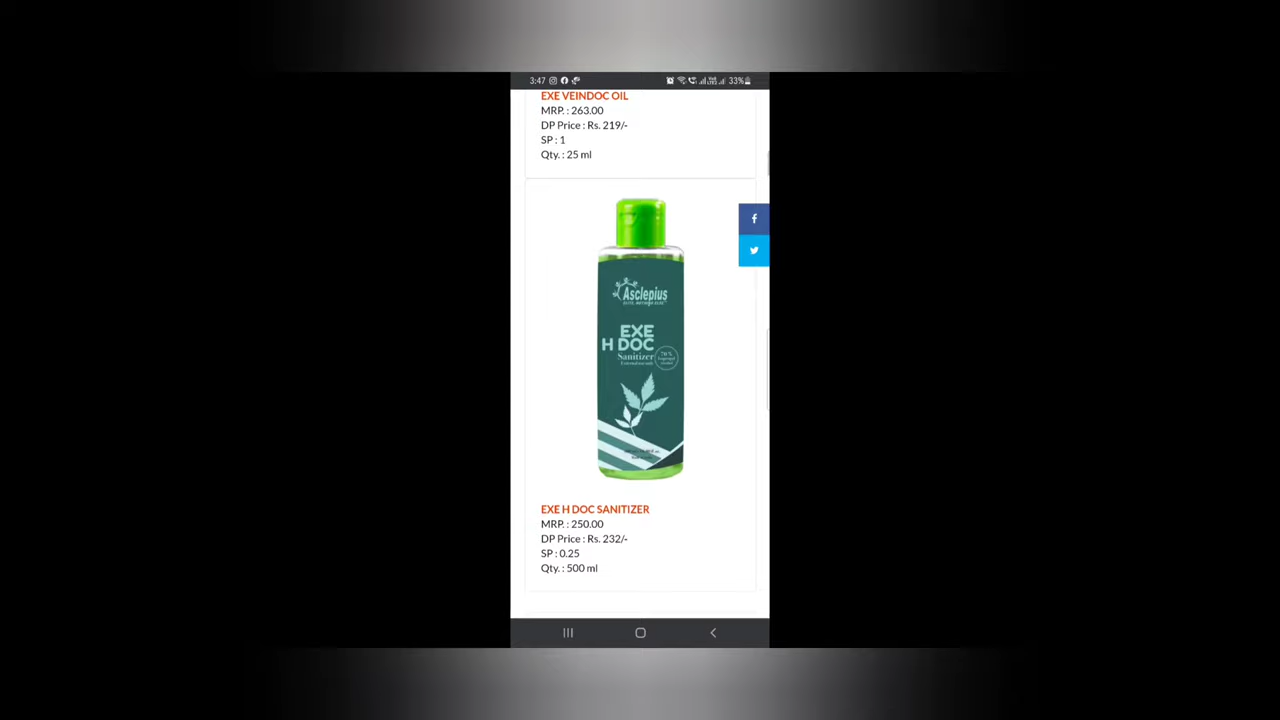 3:47
33%
EXE VEINDOC OIL
MRP. : 263.00
DP Price : Rs. 219/-
SP : 1
Qty. : 25 ml
Asclepius
EXE
H DOC
Sanitizer
70%
EXE H DOC SANITIZER
MRP. : 250.00
DP Price : Rs. 232/-
SP : 0.25
Qty. : 500 ml